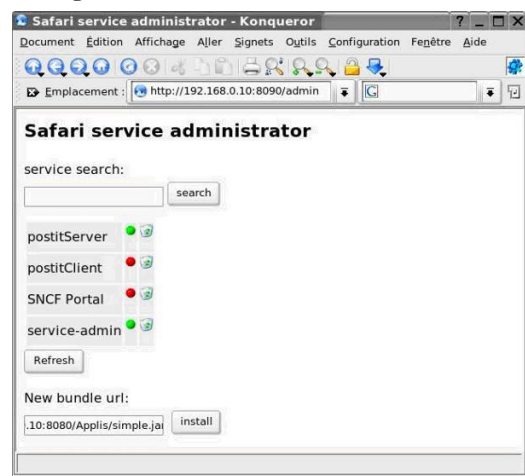 Safari service administrator - Konqueror
Document Édition Affichage Aller Signets Outils Configuration Fenêtre Aide
Emplacement : http://192.168.0.10:8090/admin
Safari service administrator
service search:
search
postitServer
postitClient
SNCF Portal
service-admin
Refresh
New bundle url:
.10:8080/Applis/simple.jar install